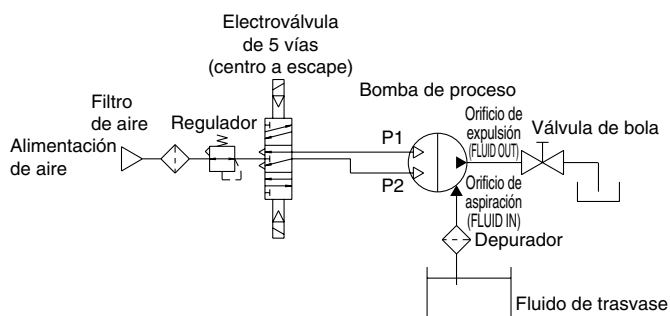 Electroválvula
de 5 vías
(centro a escape)
Bomba de proceso
Filtro
de aire
Regulador
Alimentación
de aire
P1
P2
Orificio de
expulsión
(FLUID OUT)
Válvula de bola
Orificio de
aspiración
(FLUID IN)
Depurador
Fluido de trasvase